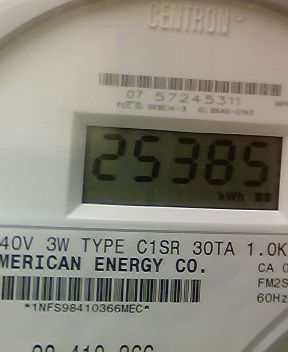 CENTRON
07 57245311
25385
kWh
40V 3W TYPE C1SR 30TA 1.0K
MERICAN ENERGY CO.
CA 0
FM2S
60Hz
*1NFS98410366MEC*